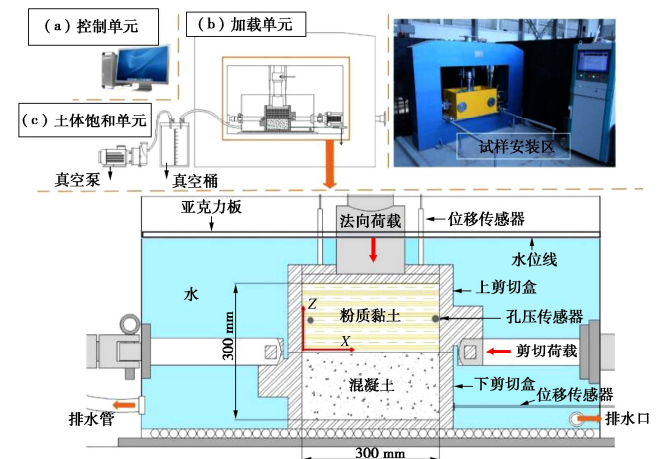 （a）控制单元
（b）加载单元
（c）土体饱和单元
真空泵
真空桶
试样安装区
亚克力板
法向荷载
位移传感器
水位线
水
上剪切盒
Z
粉质黏土
孔压传感器
300 mm
X
剪切荷载
混凝土
下剪切盒
位移传感器
排水管
排水口
300 mm